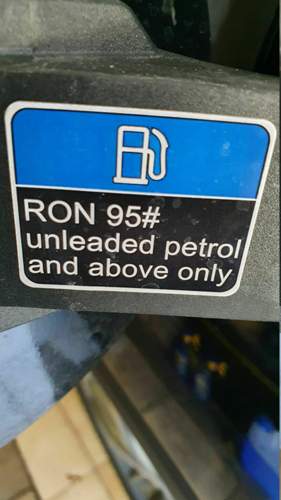 RON 95#
unleaded petrol
and above only